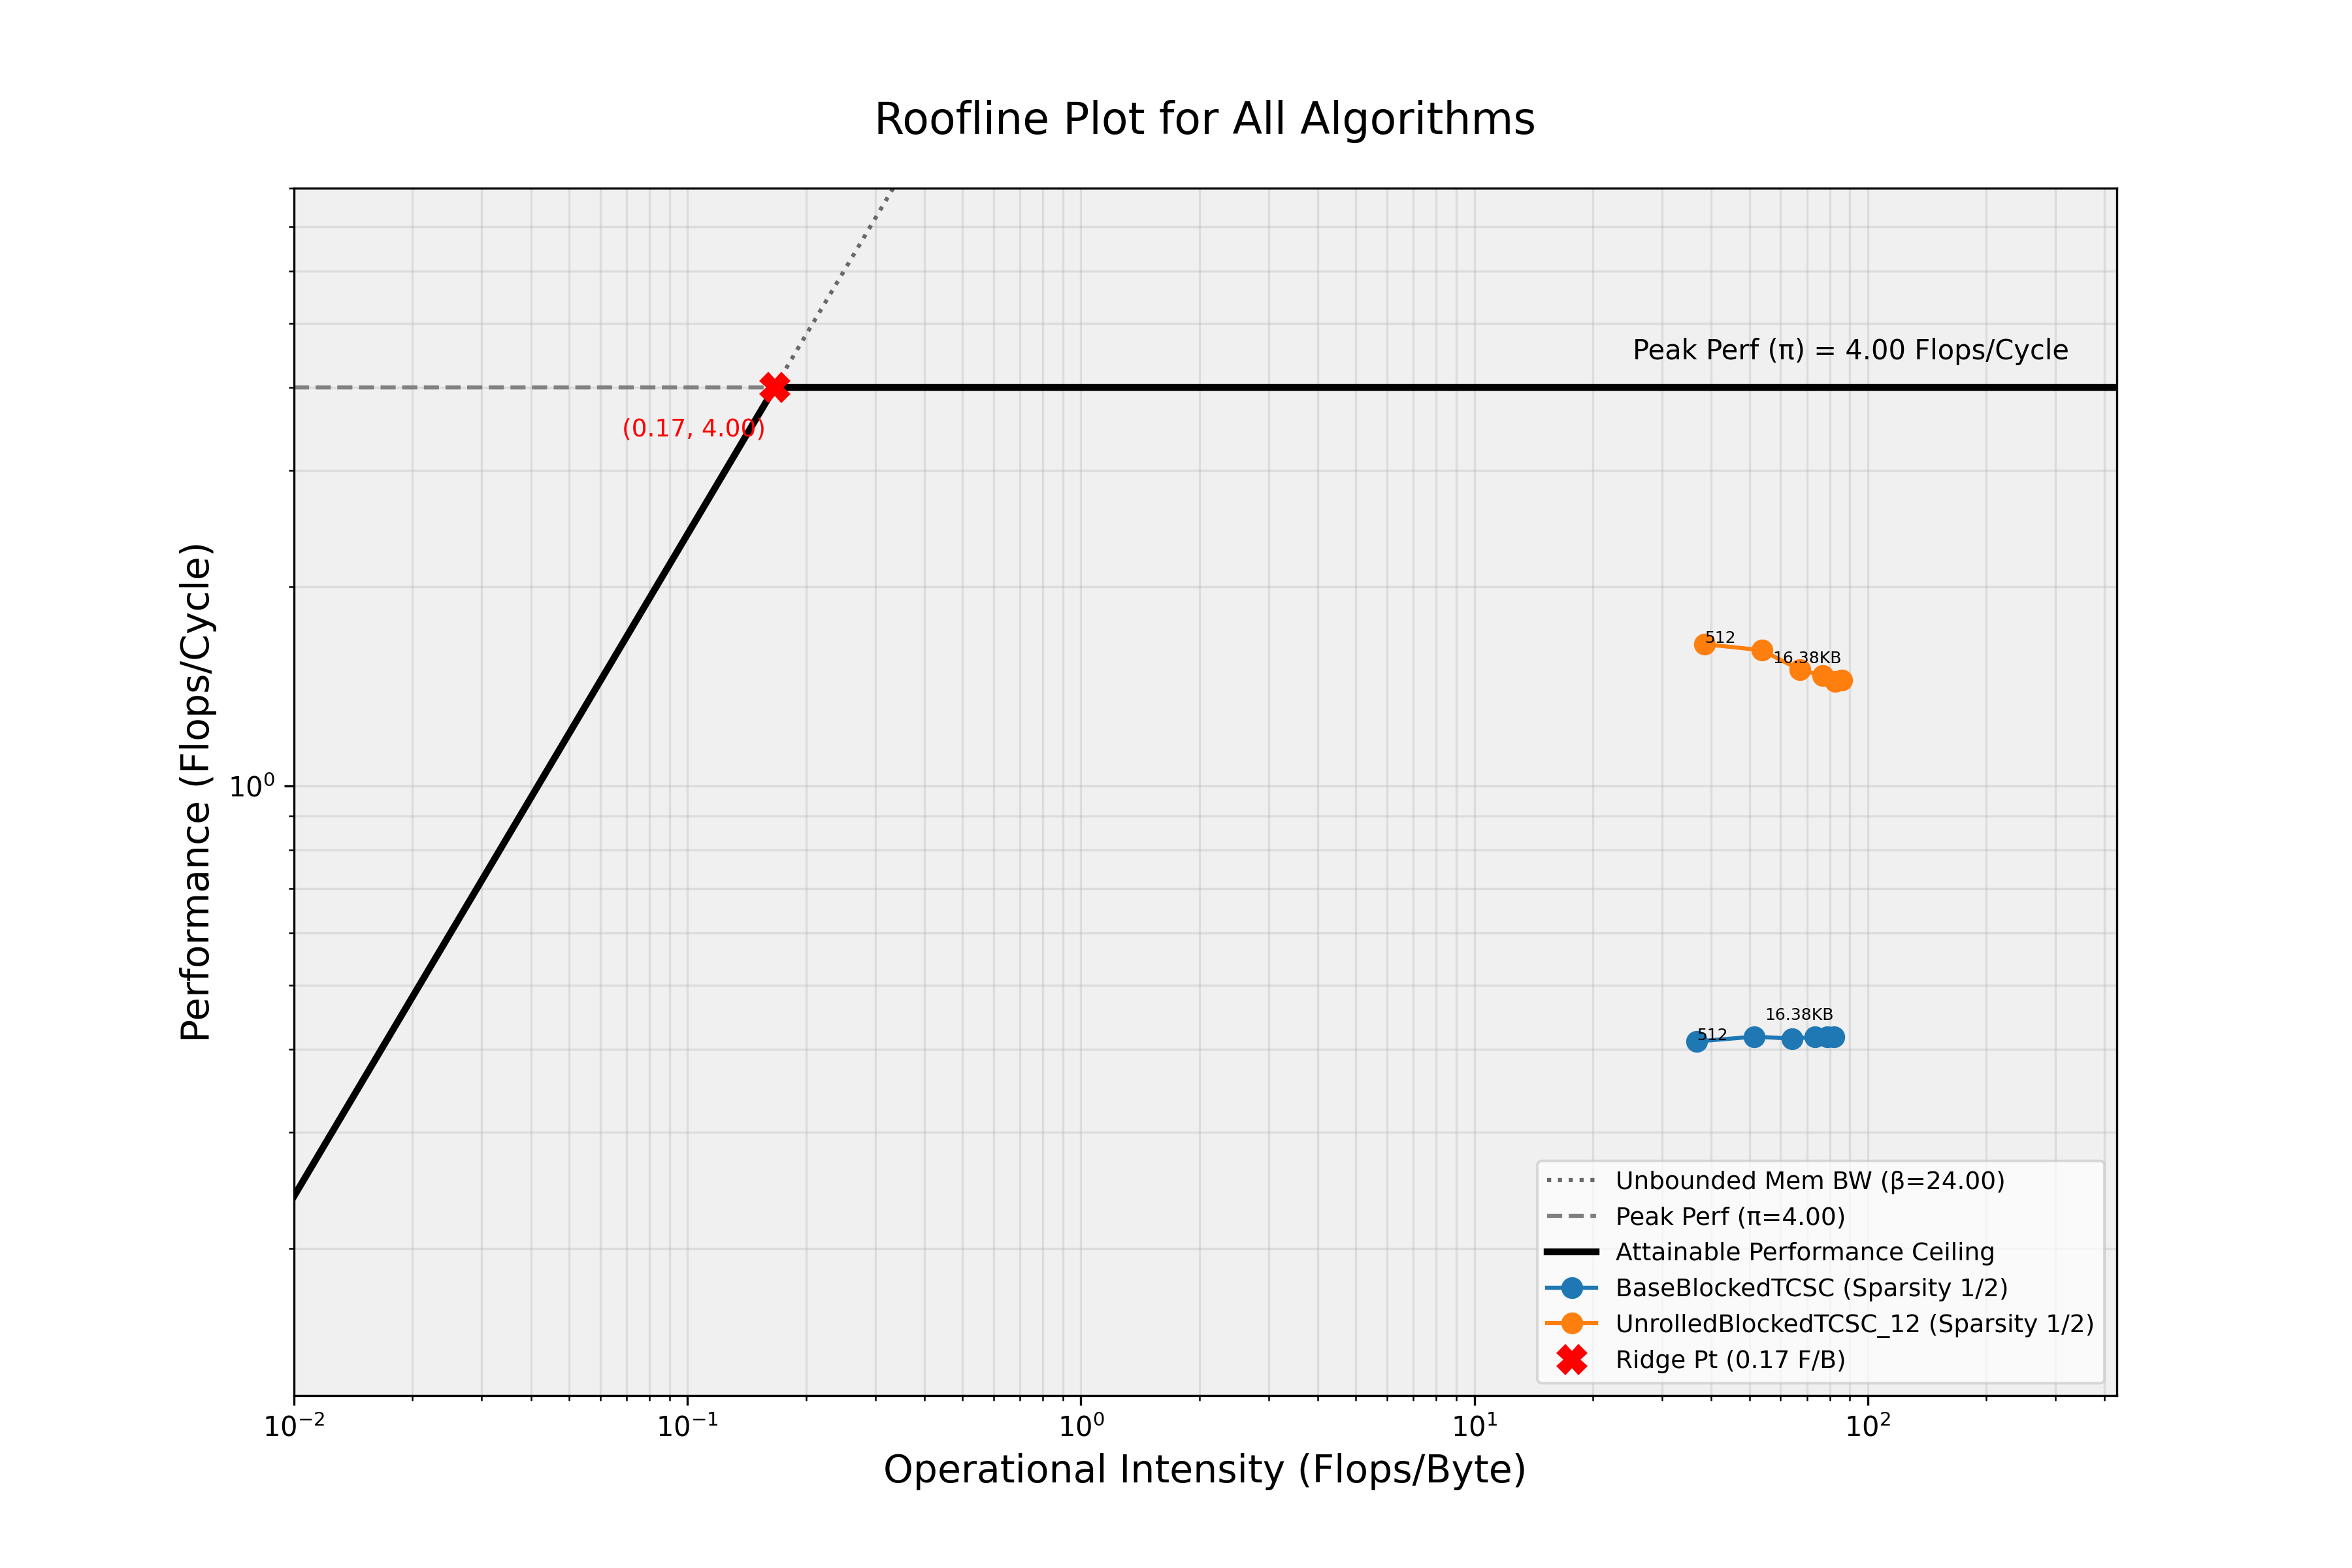 Roofline Plot for All Algorithms
Peak Perf (π) = 4.00 Flops/Cycle
(0.17, 4.00)
512
16.38KB
16.38KB
512
Performance (Flops/Cycle)
10⁰
Unbounded Mem BW (β=24.00)
Peak Perf (π=4.00)
Attainable Performance Ceiling
BaseBlockedTCSC (Sparsity 1/2)
UnrolledBlockedTCSC_12 (Sparsity 1/2)
Ridge Pt (0.17 F/B)
10⁻² 10⁻¹ 10⁰ 10¹ 10²
Operational Intensity (Flops/Byte)